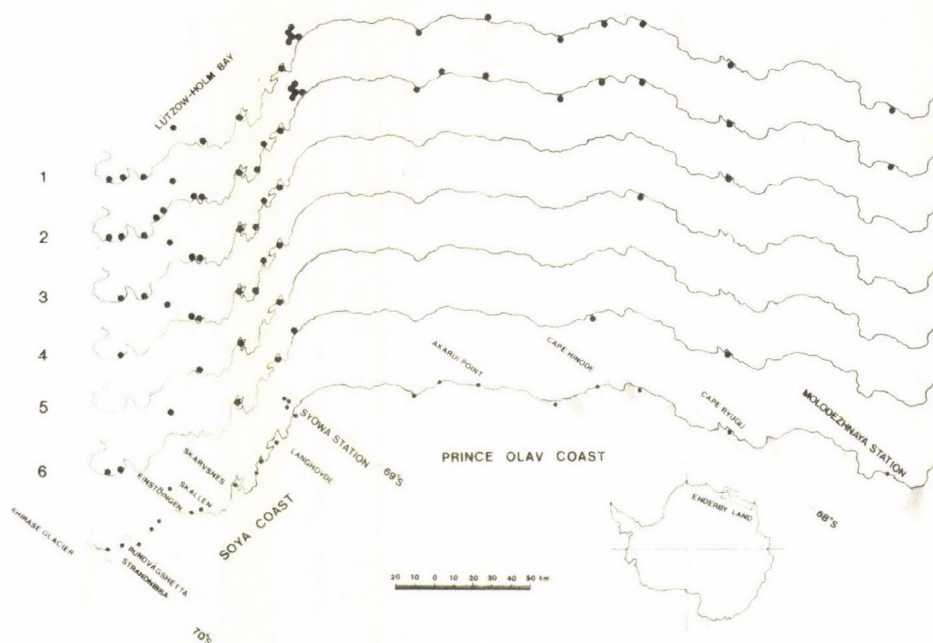 LÜTZOW-HOLM BAY
1
2
3
4
5
6
AKARUI POINT
CAPE HINODE
CAPE RYUGU
MOLODEZHNAYA STATION
SYOWA STATION
69°S
LANGHOVDE
PRINCE OLAV COAST
SKARVSNES
SKALLEN
EINSTÖINGEN
SOYA COAST
SHIRASE GLACIER
RUNDVÅGSHETTA
STRANDNIBBA
68°S
ENDERBY LAND
20 10 0 10 20 30 40 50 km
70°S